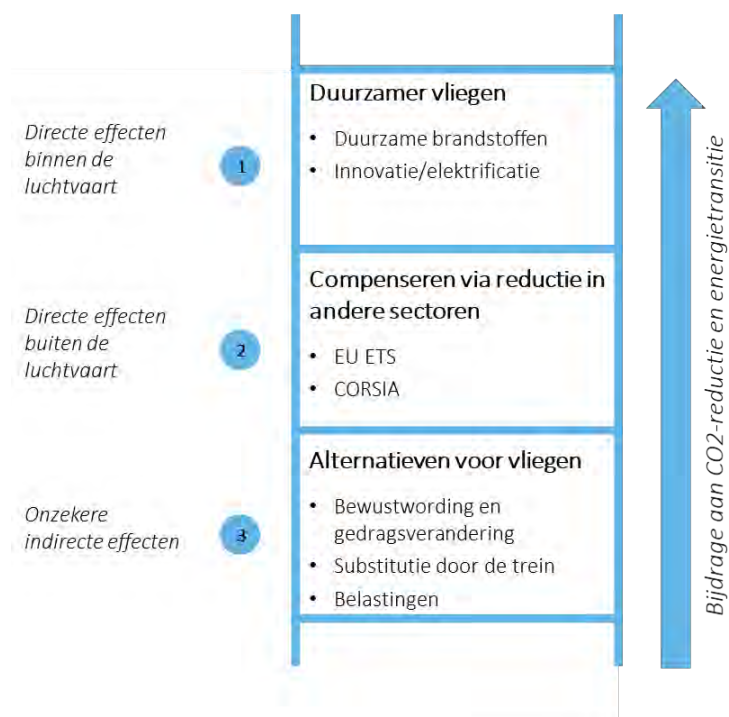 Directe effecten
binnen de
luchtvaart
1
Duurzamer vliegen
• Duurzame brandstoffen
• Innovatie/elektrificatie
Directe effecten
buiten de
luchtvaart
2
Compenseren via reductie in
andere sectoren
• EU ETS
• CORSIA
Onzekere
indirecte effecten
3
Alternatieven voor vliegen
• Bewustwording en
gedragsverandering
• Substitutie door de trein
• Belastingen
Bijdrage aan CO2-reductie en energietransitie